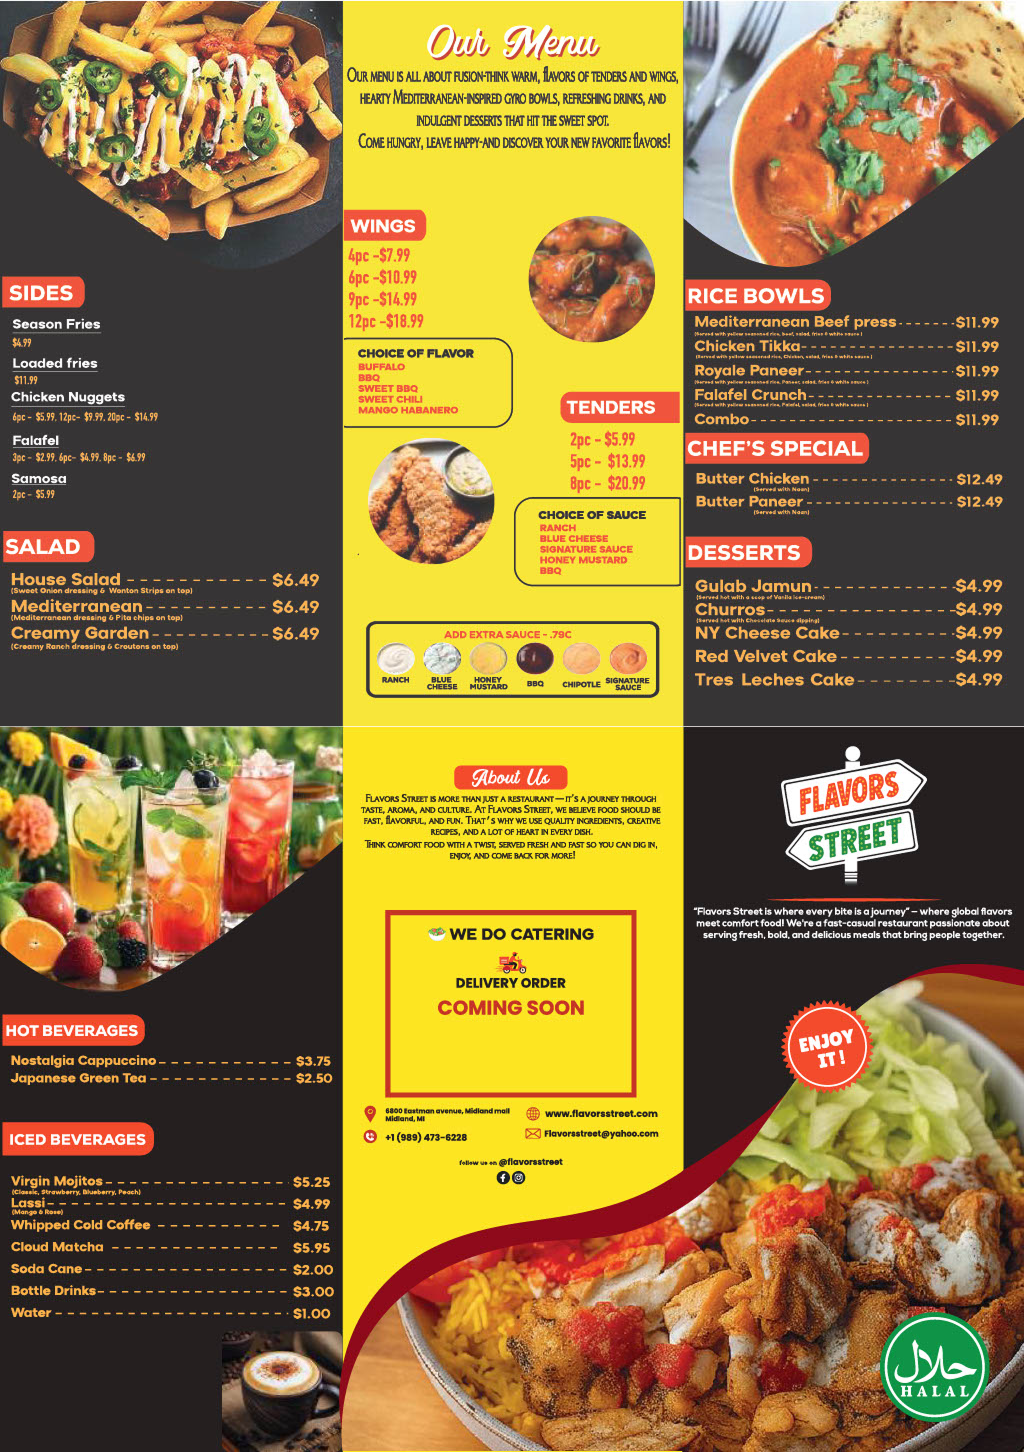 Our Menu
Our menu is all about fusion-think warm, flavors of tenders and wings,
hearty Mediterranean-inspired gyro bowls, refreshing drinks, and
indulgent desserts that hit the sweet spot.
Come hungry, leave happy-and discover your new favorite flavors!
SIDES
Season Fries
$4.99
Loaded fries
$11.99
Chicken Nuggets
6pc - $5.99, 12pc- $9.99, 20pc - $14.99
Falafel
3pc - $2.99, 6pc- $4.99, 8pc - $6.99
Samosa
2pc - $5.99
SALAD
House Salad - - - - - - - - - - - $6.49
(Sweet Onion dressing & Wonton Strips on top)
Mediterranean - - - - - - - - - - $6.49
(Mediterranean dressing & Pita chips on top)
Creamy Garden - - - - - - - - - - $6.49
(Creamy Ranch dressing & Croutons on top)
WINGS
4pc -$7.99
6pc -$10.99
9pc -$14.99
12pc -$18.99
CHOICE OF FLAVOR
BUFFALO
BBQ
SWEET BBQ
SWEET CHILI
MANGO HABANERO
TENDERS
2pc - $5.99
5pc - $13.99
8pc - $20.99
CHOICE OF SAUCE
RANCH
BLUE CHEESE
SIGNATURE SAUCE
HONEY MUSTARD
BBQ
ADD EXTRA SAUCE - .79C
RANCH
BLUE
CHEESE
HONEY
MUSTARD
BBQ
CHIPOTLE
SIGNATURE
SAUCE
RICE BOWLS
Mediterranean Beef press - - - - - - - $11.99
(Served with yellow seasoned rice, beef, salad, fries & white sauce)
Chicken Tikka - - - - - - - - - - - - - - - - $11.99
(Served with yellow seasoned rice, Chicken, salad, fries & white sauce)
Royale Paneer - - - - - - - - - - - - - - - - $11.99
(Served with yellow seasoned rice, Paneer, salad, fries & white sauce)
Falafel Crunch - - - - - - - - - - - - - - - - $11.99
(Served with yellow seasoned rice, Falafel, salad, fries & white sauce)
Combo - - - - - - - - - - - - - - - - - - - - - $11.99
CHEF'S SPECIAL
Butter Chicken - - - - - - - - - - - - - - - $12.49
(Served with Naan)
Butter Paneer - - - - - - - - - - - - - - - - $12.49
(Served with Naan)
DESSERTS
Gulab Jamun - - - - - - - - - - - $4.99
(Served hot with a scop of Vanila ice-cream)
Churros - - - - - - - - - - - - - - - $4.99
(Served hot with Chocolate Sauce dipping)
NY Cheese Cake - - - - - - - - - $4.99
Red Velvet Cake - - - - - - - - - $4.99
Tres Leches Cake - - - - - - - - $4.99
HOT BEVERAGES
Nostalgia Cappuccino - - - - - - - - - - $3.75
Japanese Green Tea - - - - - - - - - - - $2.50
ICED BEVERAGES
Virgin Mojitos - - - - - - - - - - - - - - - $5.25
(Classic, Strawberry, Blueberry, Peach)
Lassi - - - - - - - - - - - - - - - - - - - - $4.99
(Mango & Rose)
Whipped Cold Coffee - - - - - - - - - $4.75
Cloud Matcha - - - - - - - - - - - - - $5.95
Soda Cane - - - - - - - - - - - - - - - - - $2.00
Bottle Drinks - - - - - - - - - - - - - - - - $3.00
Water - - - - - - - - - - - - - - - - - - - - $1.00
About Us
Flavors Street is more than just a restaurant — it's a journey through
taste, aroma, and culture. At Flavors Street, we believe food should be
fast, flavorful, and fun. That's why we use quality ingredients, creative
recipes, and a lot of heart in every dish.
Think comfort food with a twist, served fresh and fast so you can dig in,
enjoy, and come back for more!
WE DO CATERING
DELIVERY ORDER
COMING SOON
6800 Eastman avenue, Midland mall
Midland, MI
www.flavorsstreet.com
+1 (989) 473-6228
Flavorsstreet@yahoo.com
follow us on @flavorsstreet
FLAVORS
STREET
"Flavors Street is where every bite is a journey" – where global flavors
meet comfort food! We're a fast-casual restaurant passionate about
serving fresh, bold, and delicious meals that bring people together.
ENJOY
IT !
حلال
HALAL